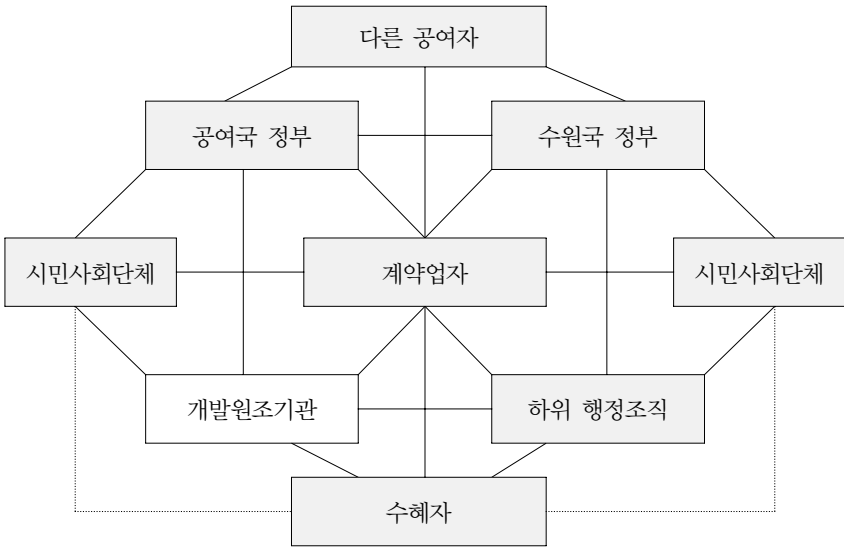 다른 공여자
공여국 정부
수원국 정부
시민사회단체
계약업자
시민사회단체
개발원조기관
하위 행정조직
수혜자